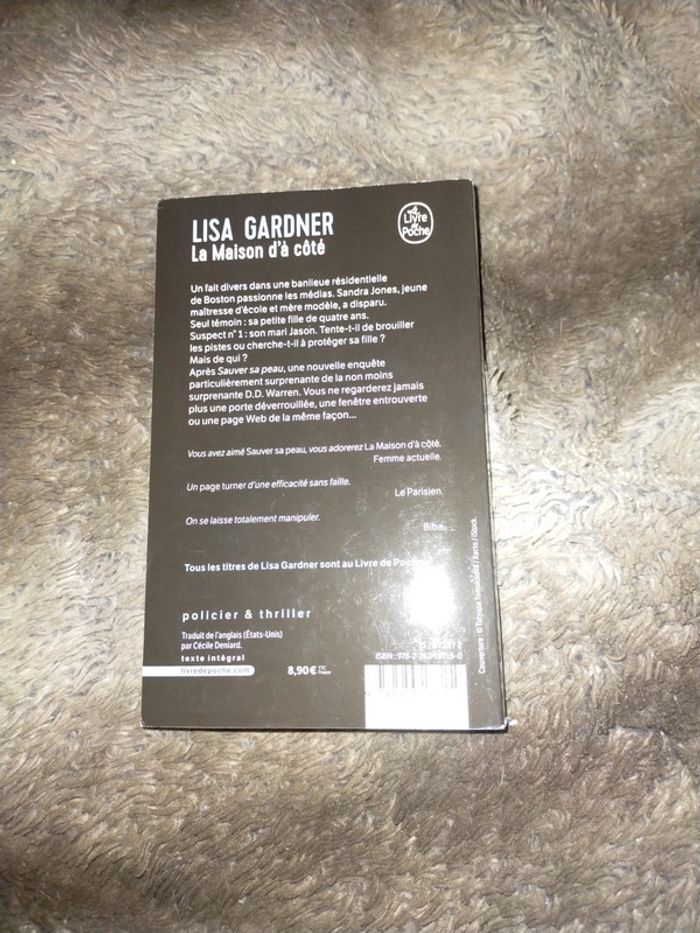 LISA GARDNER
La Maison d'à côté
Le
Livre
de
Poche
Un fait divers dans une banlieue résidentielle
de Boston passionne les médias. Sandra Jones, jeune
maîtresse d'école et mère modèle, a disparu.
Seul témoin : sa petite fille de quatre ans.
Suspect n° 1 : son mari Jason. Tente-t-il de brouiller
les pistes ou cherche-t-il à protéger sa fille ?
Mais de qui ?
Après Sauver sa peau, une nouvelle enquête
particulièrement surprenante de la non moins
surprenante D.D. Warren. Vous ne regarderez jamais
plus une porte déverrouillée, une fenêtre entrouverte
ou une page Web de la même façon...
Vous avez aimé Sauver sa peau, vous adorerez La Maison d'à côté.
Femme actuelle.
Un page turner d'une efficacité sans faille.
Le Parisien.
On se laisse totalement manipuler.
Biba.
Tous les titres de Lisa Gardner sont au Livre de
policier & thriller
Traduit de l'anglais (États-Unis)
par Cécile Deniard.
texte intégral
livredepoche.com
8,90 € TTC
France
ISBN : 978-2-253-
Couverture : © / iStock.